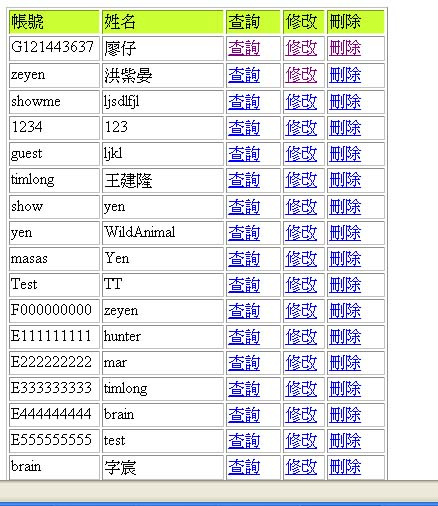 帳號 姓名 查詢 修改 刪除
G121443637 廖仔 查詢 修改 刪除
zeyen 洪紫晏 查詢 修改 刪除
showme ljsdlfjl 查詢 修改 刪除
1234 123 查詢 修改 刪除
guest ljkl 查詢 修改 刪除
timlong 王建隆 查詢 修改 刪除
show yen 查詢 修改 刪除
yen WildAnimal 查詢 修改 刪除
masas Yen 查詢 修改 刪除
Test TT 查詢 修改 刪除
F000000000 zeyen 查詢 修改 刪除
E111111111 hunter 查詢 修改 刪除
E222222222 mar 查詢 修改 刪除
E333333333 timlong 查詢 修改 刪除
E444444444 brain 查詢 修改 刪除
E555555555 test 查詢 修改 刪除
brain 字宸 查詢 修改 刪除